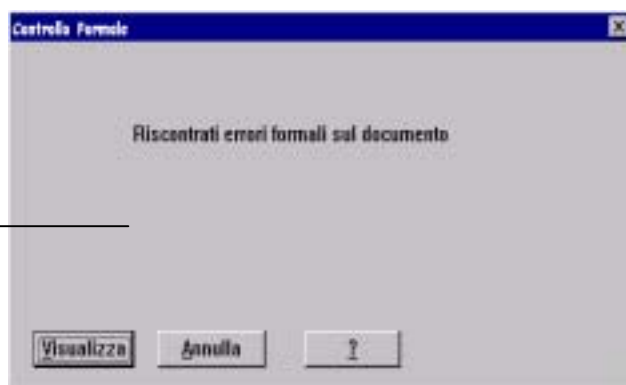 Controllo Formale
Riscontrati errori formali sul documento
Visualizza Annulla ?